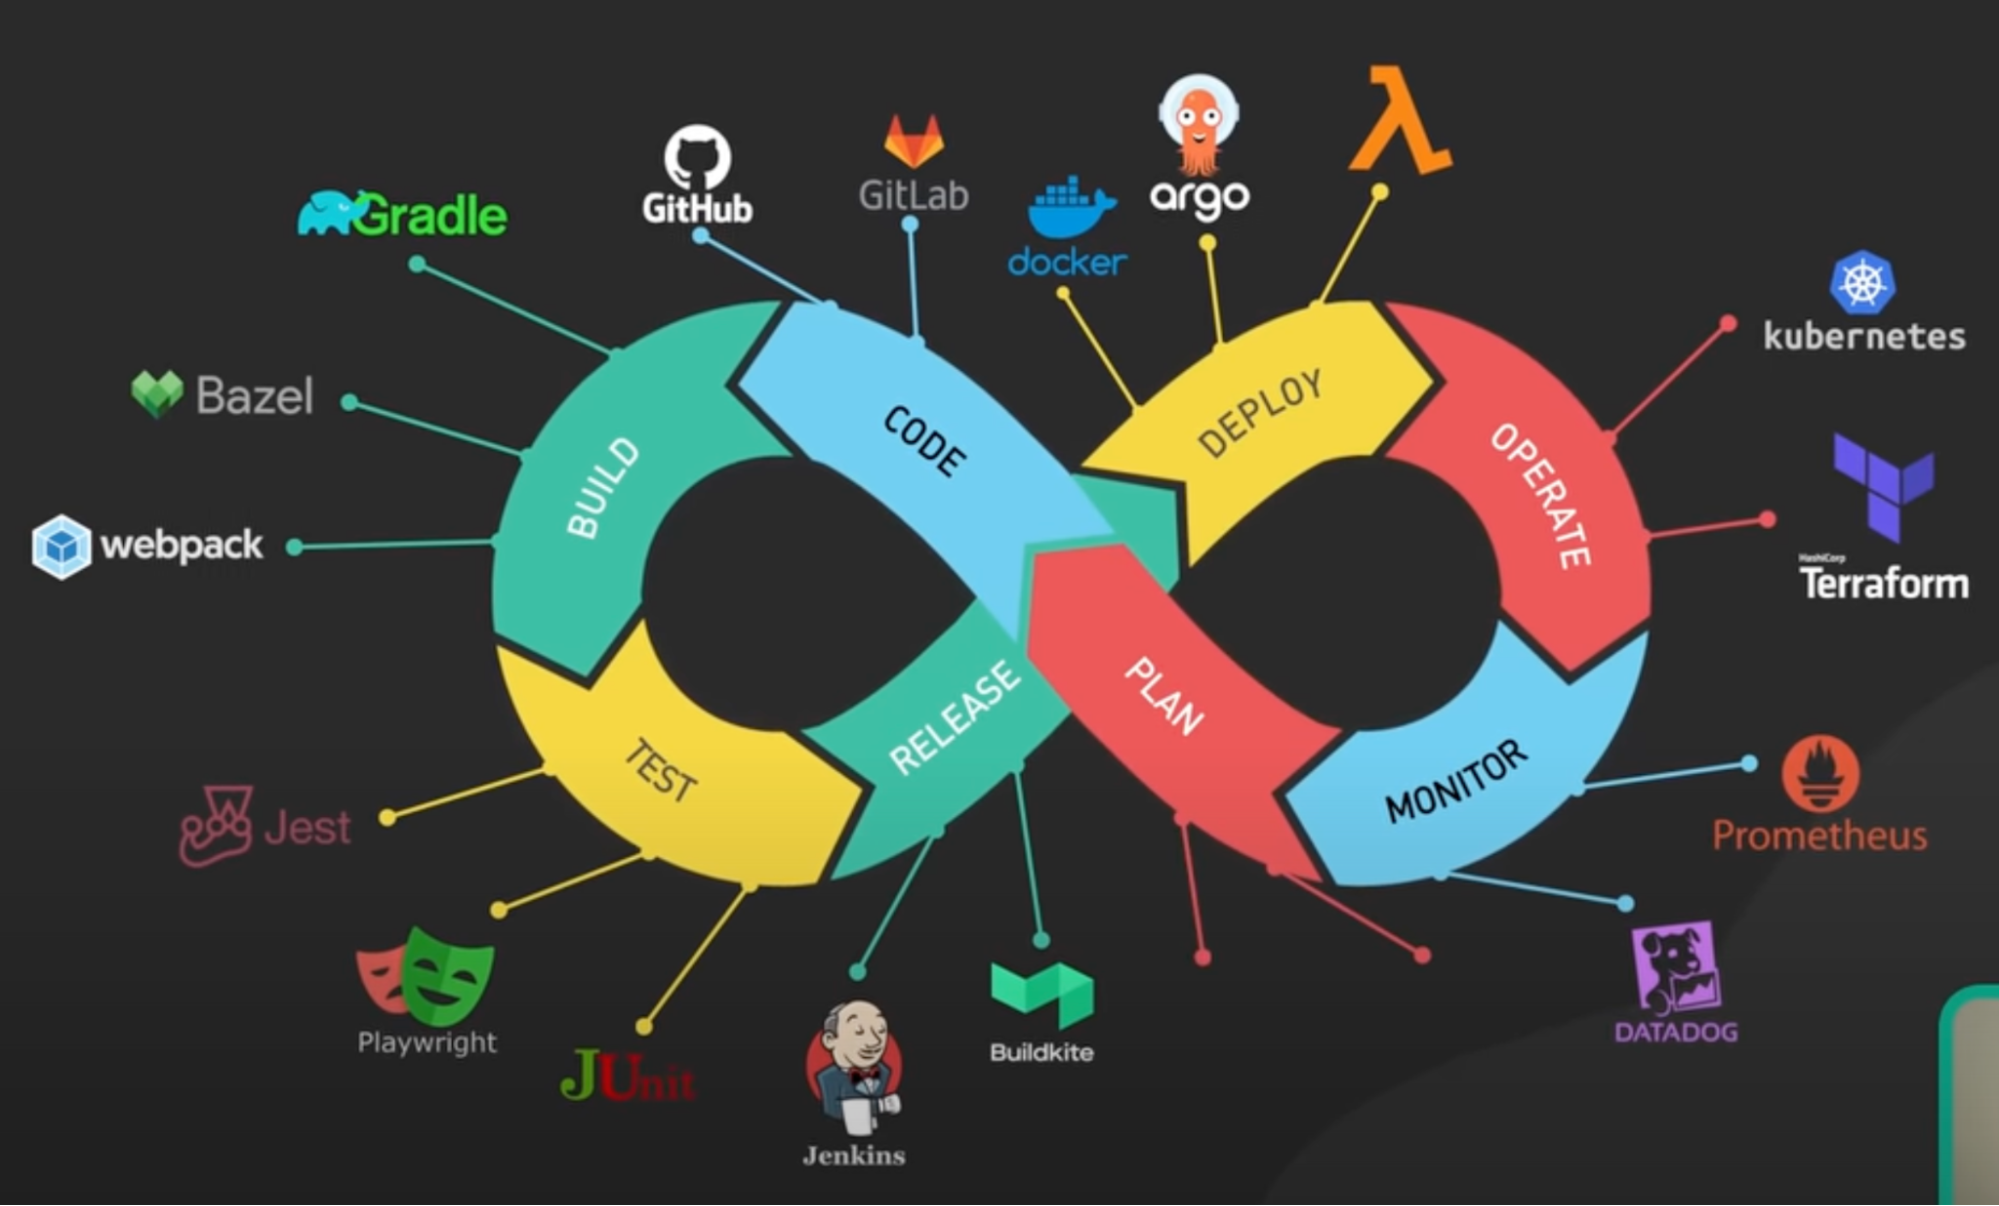 GitHub
GitLab
docker
argo
Gradle
Bazel
webpack
kubernetes
HashiCorp
Terraform
CODE
DEPLOY
BUILD
OPERATE
TEST
RELEASE
PLAN
MONITOR
Jest
Playwright
JUnit
Jenkins
Buildkite
Prometheus
DATADOG